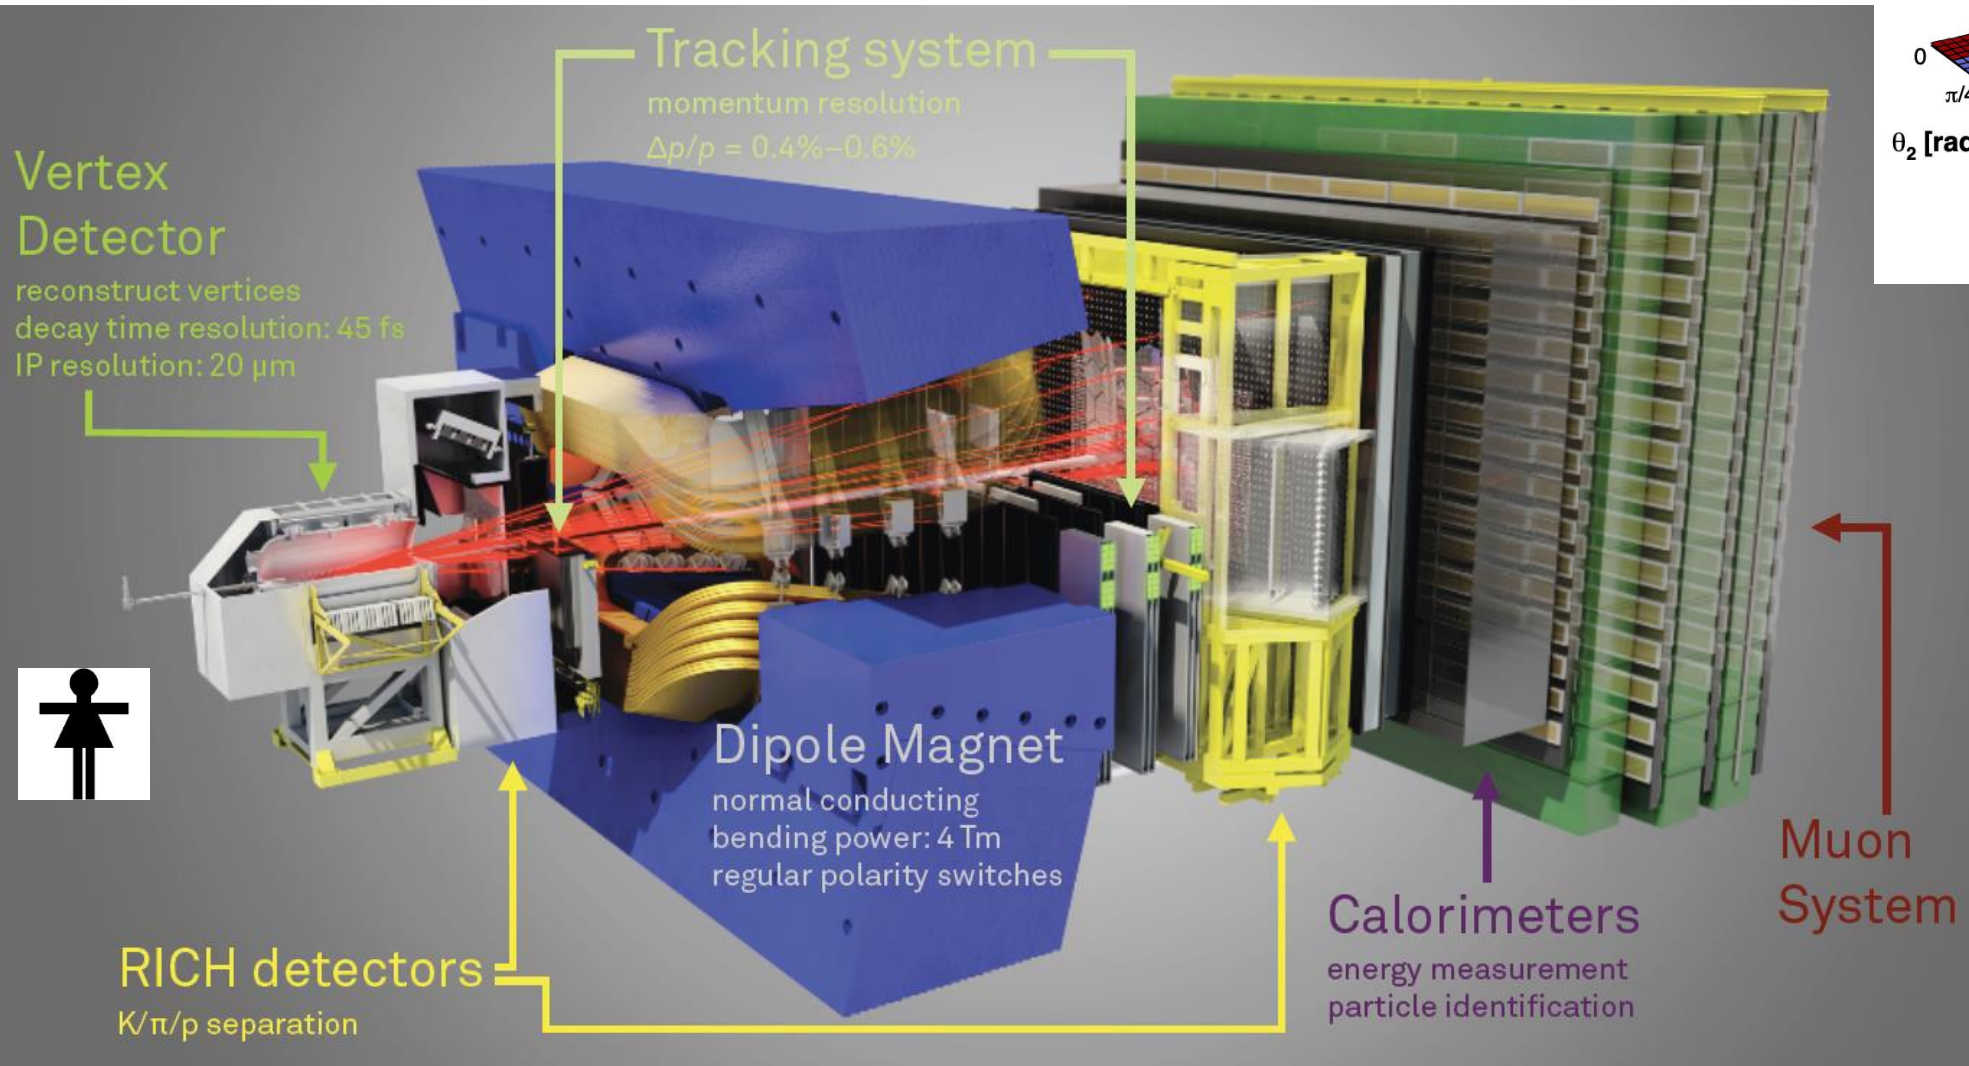 Tracking system
momentum resolution
Δp/p = 0.4%–0.6%
Vertex
Detector
reconstruct vertices
decay time resolution: 45 fs
IP resolution: 20 µm
Dipole Magnet
normal conducting
bending power: 4 Tm
regular polarity switches
RICH detectors
K/π/p separation
Calorimeters
energy measurement
particle identification
Muon
System
0
π/4
θ₂ [rad